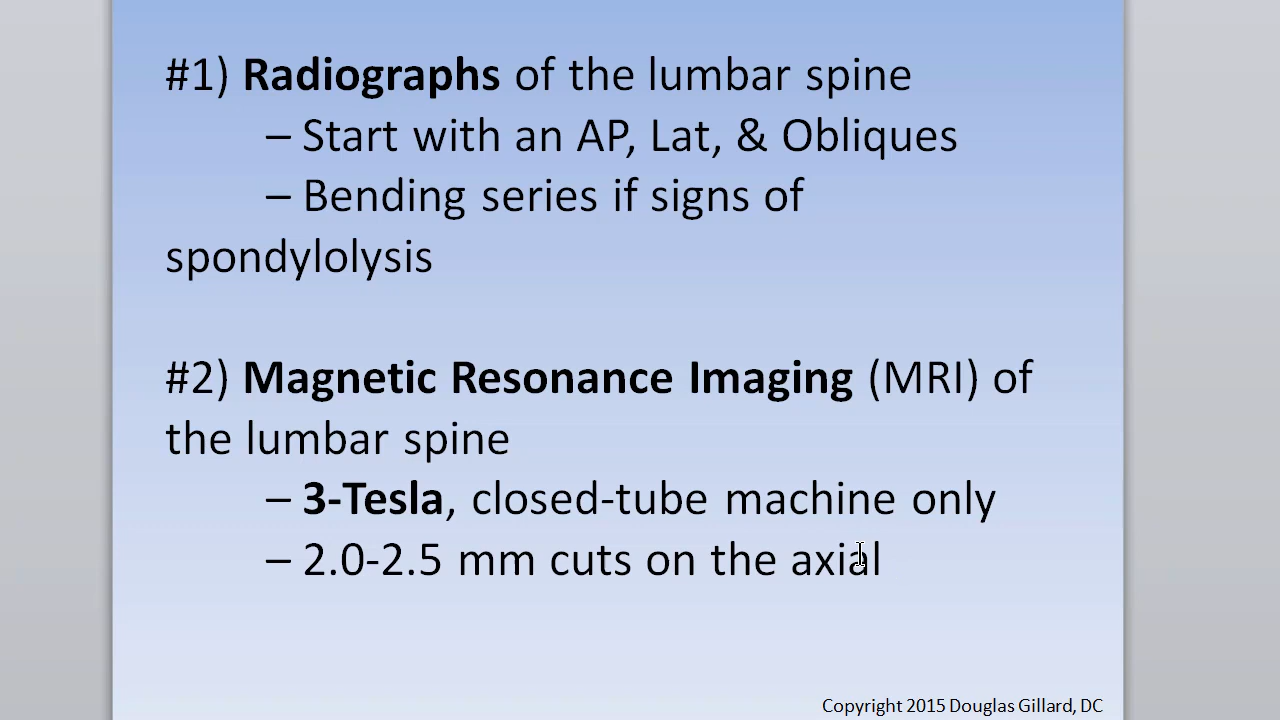 #1) Radiographs of the lumbar spine
– Start with an AP, Lat, & Obliques
– Bending series if signs of
spondylolysis
#2) Magnetic Resonance Imaging (MRI) of
the lumbar spine
– 3-Tesla, closed-tube machine only
– 2.0-2.5 mm cuts on the axial
Copyright 2015 Douglas Gillard, DC